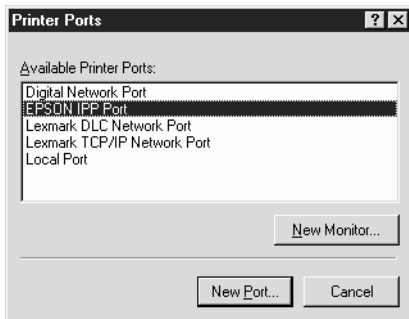 Printer Ports
Available Printer Ports:
Digital Network Port
EPSON IPP Port
Lexmark DLC Network Port
Lexmark TCP/IP Network Port
Local Port
New Monitor...
New Port...
Cancel